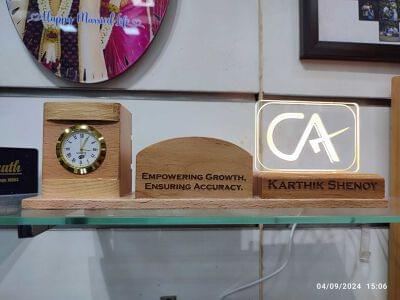 Happy Married life
EMPOWERING GROWTH,
ENSURING ACCURACY.
CA
KARTHIK SHENOY
04/09/2024 15:06